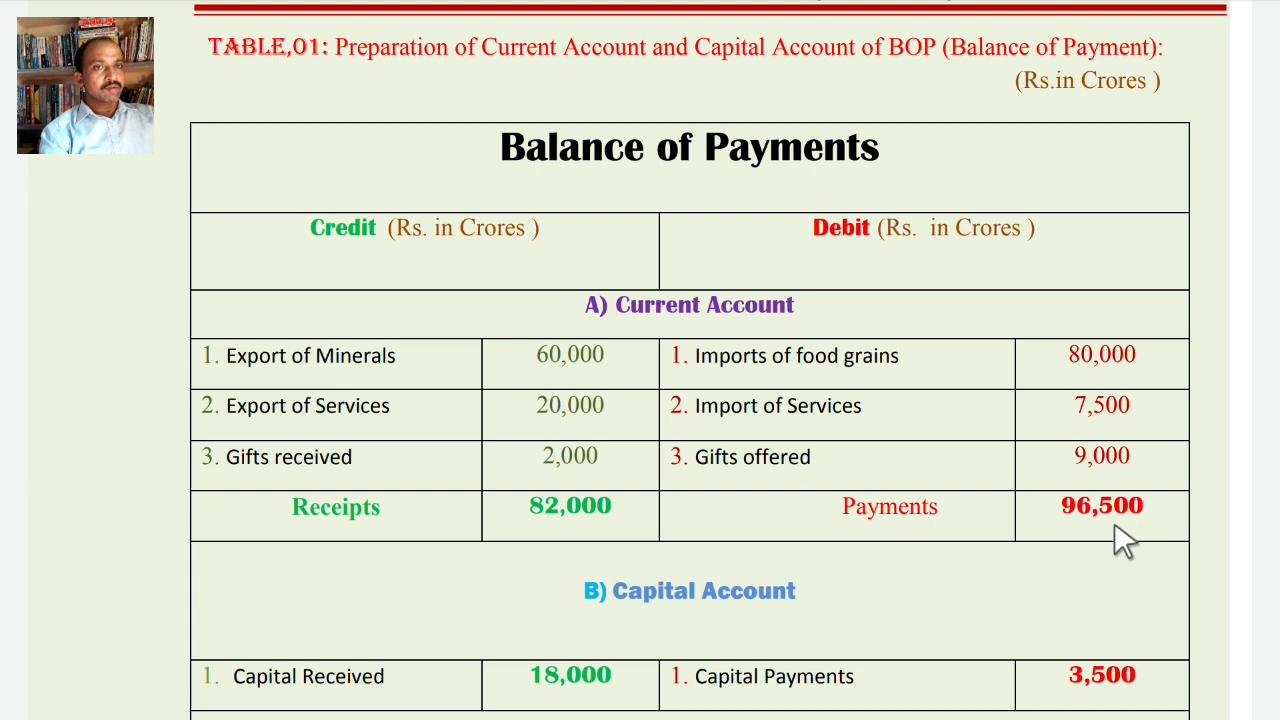 TABLE,01: Preparation of Current Account and Capital Account of BOP (Balance of Payment):
(Rs.in Crores )
Balance of Payments
Credit (Rs. in Crores ) Debit (Rs. in Crores )
A) Current Account
1. Export of Minerals 60,000 1. Imports of food grains 80,000
2. Export of Services 20,000 2. Import of Services 7,500
3. Gifts received 2,000 3. Gifts offered 9,000
Receipts 82,000 Payments 96,500
B) Capital Account
1. Capital Received 18,000 1. Capital Payments 3,500